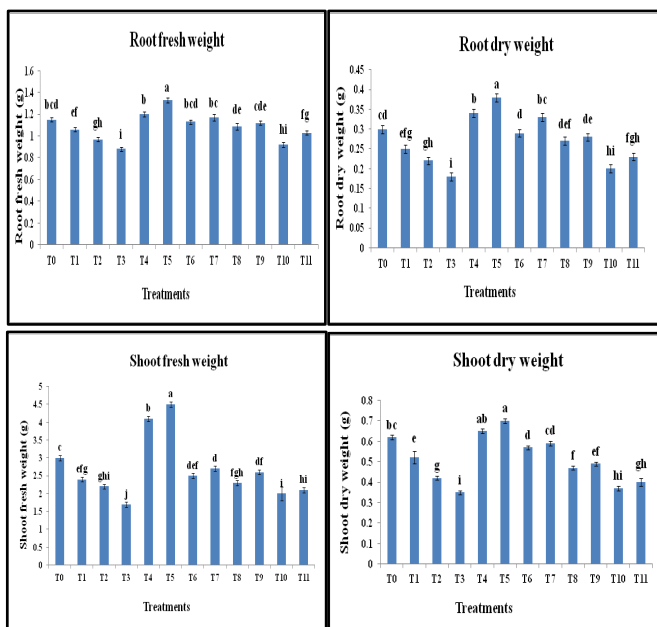 Root fresh weight
Root fresh weight (g)
1.6
1.4
1.2
1
0.8
0.6
0.4
0.2
0
bcd ef gh i b a bcd bc de cde hi fg
T0 T1 T2 T3 T4 T5 T6 T7 T8 T9 T10 T11
Treatments
Root dry weight
Root dry weight (g)
0.45
0.4
0.35
0.3
0.25
0.2
0.15
0.1
0.05
0
cd efg gh i b a d bc def de hi fgh
T0 T1 T2 T3 T4 T5 T6 T7 T8 T9 T10 T11
Treatments
Shoot fresh weight
Shoot fresh weight (g)
5
4.5
4
3.5
3
2.5
2
1.5
1
0.5
0
c efg ghi j b a def d fgh df i hi
T0 T1 T2 T3 T4 T5 T6 T7 T8 T9 T10 T11
Treatments
Shoot dry weight
Shoot dry weight (g)
0.8
0.7
0.6
0.5
0.4
0.3
0.2
0.1
0
bc e g i ab a d cd f ef hi gh
T0 T1 T2 T3 T4 T5 T6 T7 T8 T9 T10 T11
Treatments